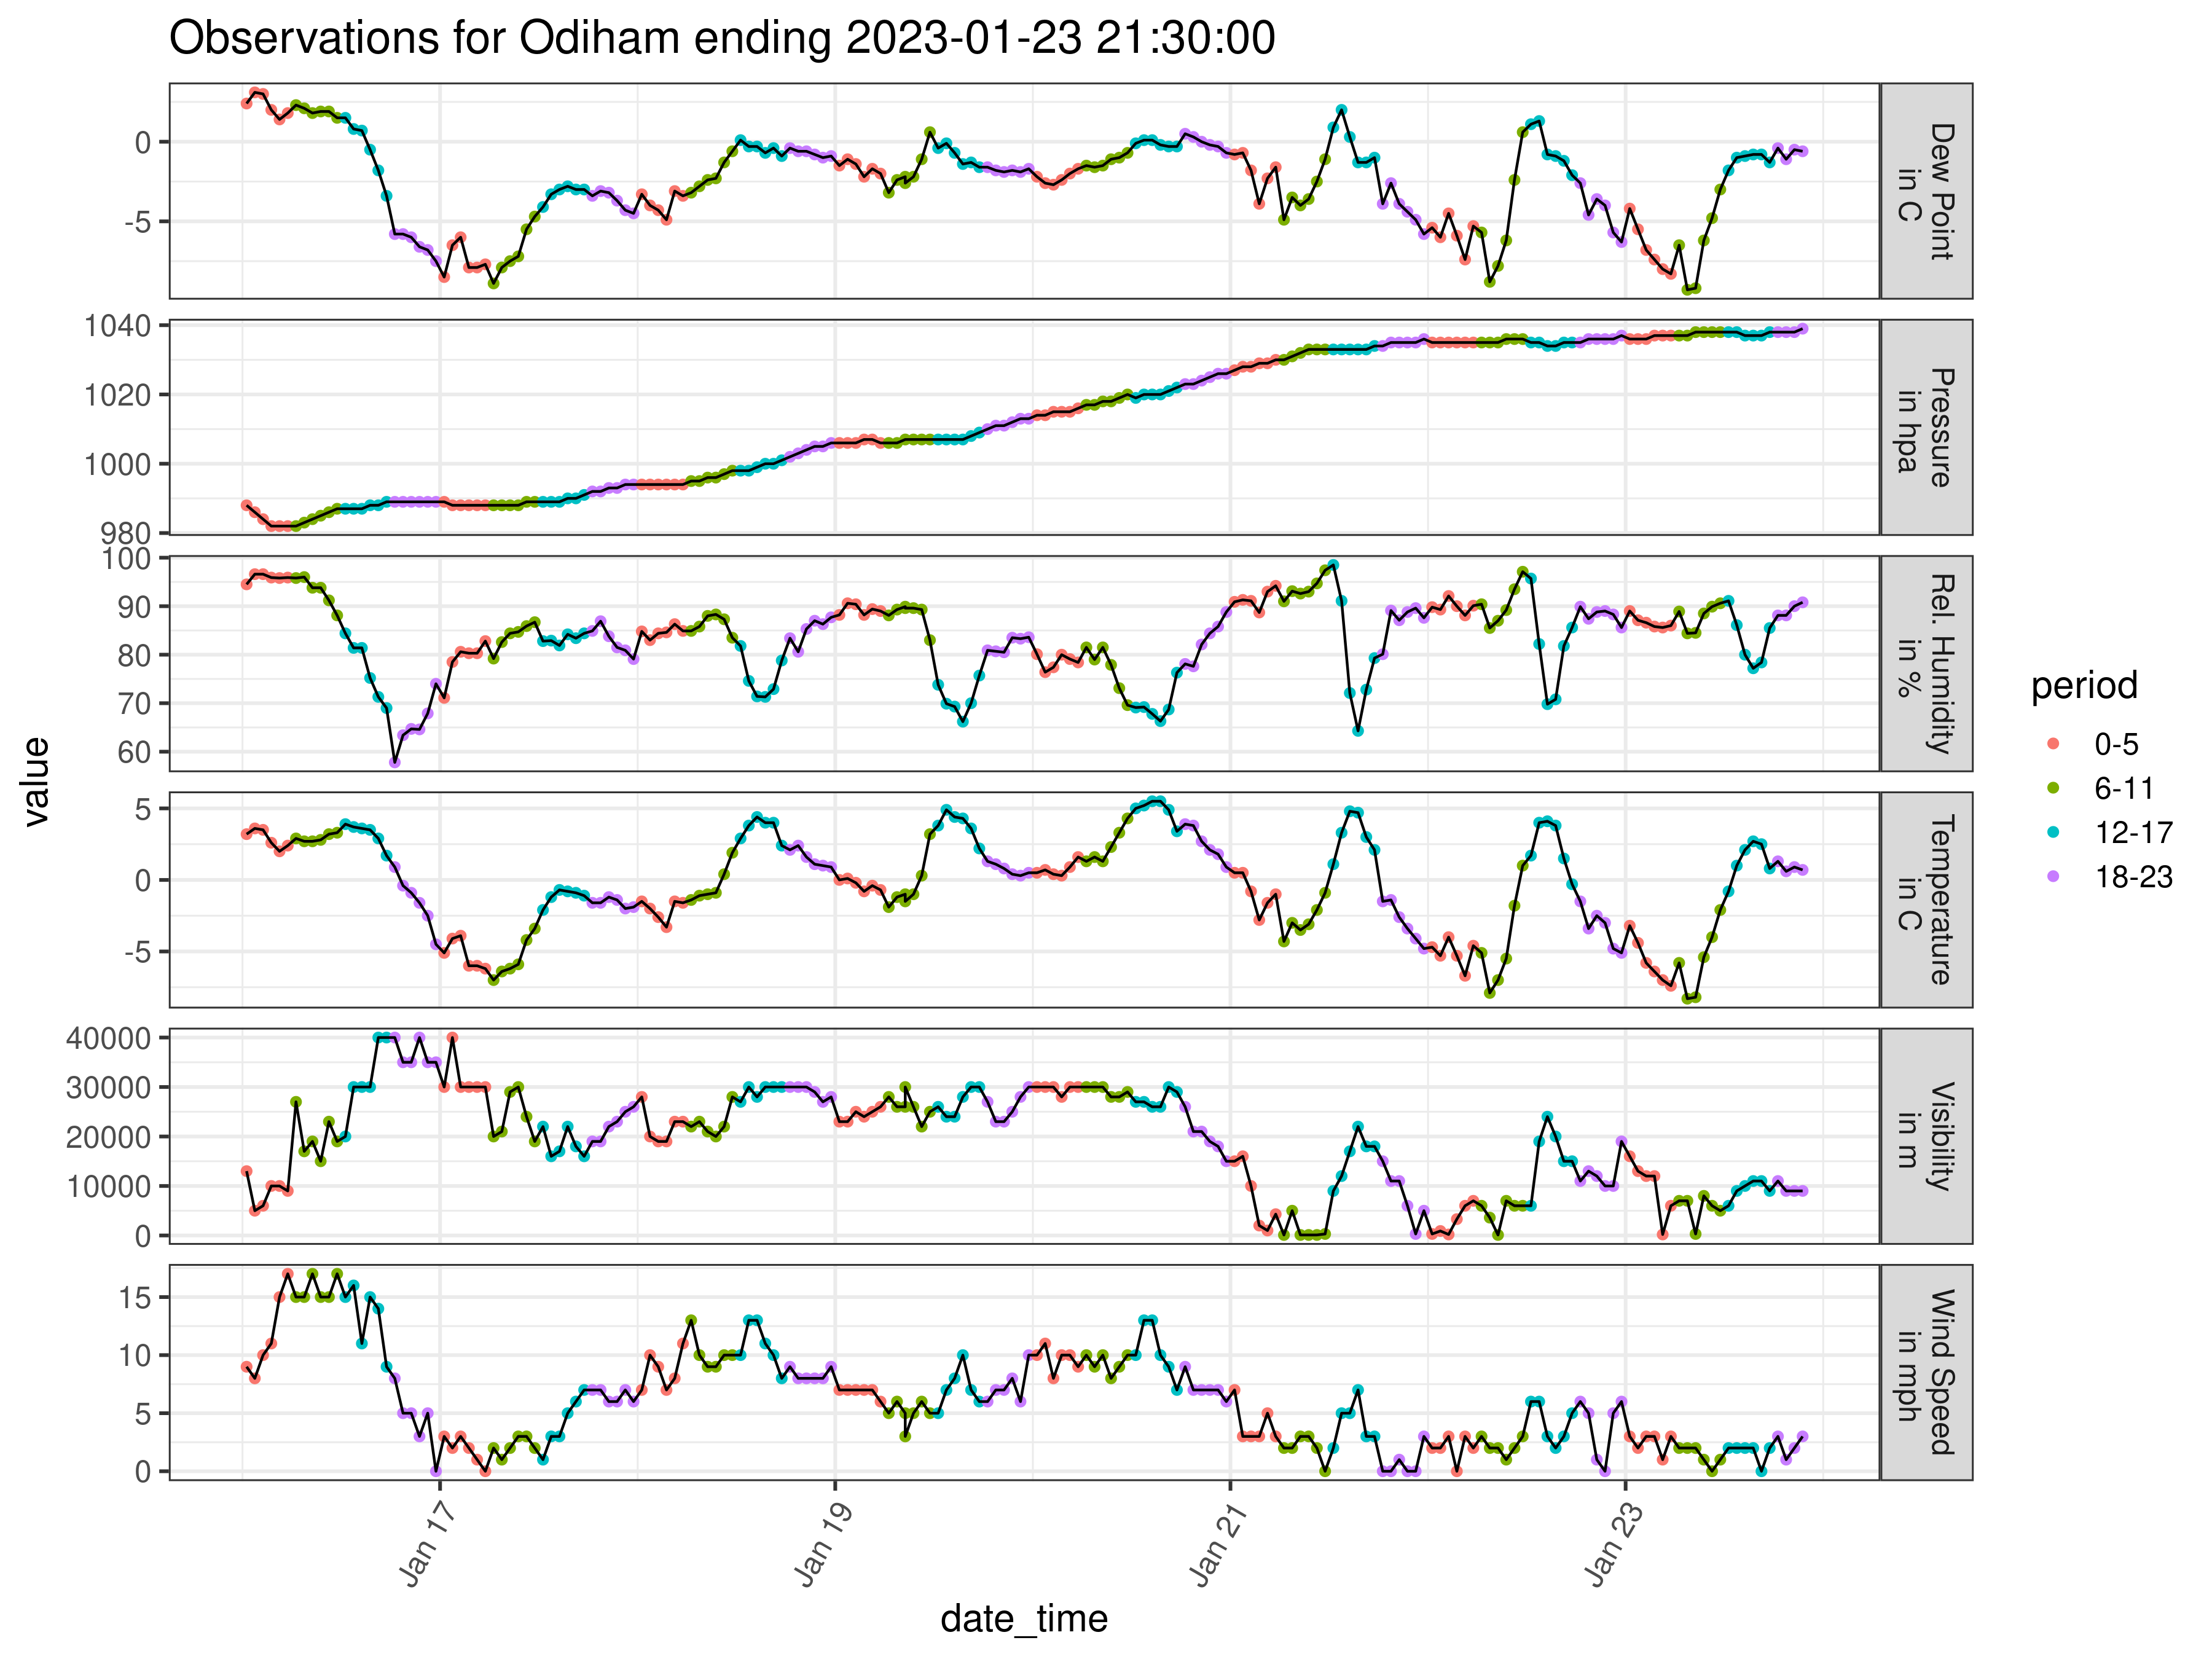 Observations for Odiham ending 2023-01-23 21:30:00
value
0
-5
Dew Point
in C
1040
1020
1000
980
Pressure
in hpa
100
90
80
70
60
Rel. Humidity
in %
5
0
-5
Temperature
in C
40000
30000
20000
10000
0
Visibility
in m
15
10
5
0
Wind Speed
in mph
Jan 17
Jan 19
Jan 21
Jan 23
date_time
period
0-5
6-11
12-17
18-23